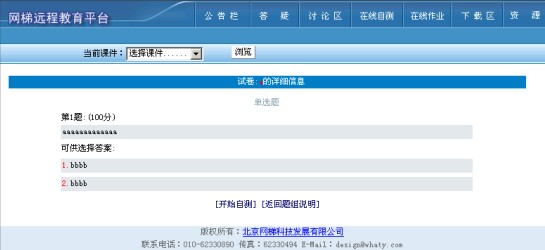 网梯远程教育平台
公告栏 答疑 讨论区 在线自测 在线作业 下载区 资源
当前课件: 选择课件...... 浏览
试卷: 的详细信息
单选题
第1题:(100分)
aaaaaaaaaaaaa
可供选择答案:
1.bbbb
2.bbbb
[开始自测] [返回题组说明]
版权所有：北京网梯科技发展有限公司
联系电话：010-62330890 传真：62330494 E-Mail：design@whaty.com